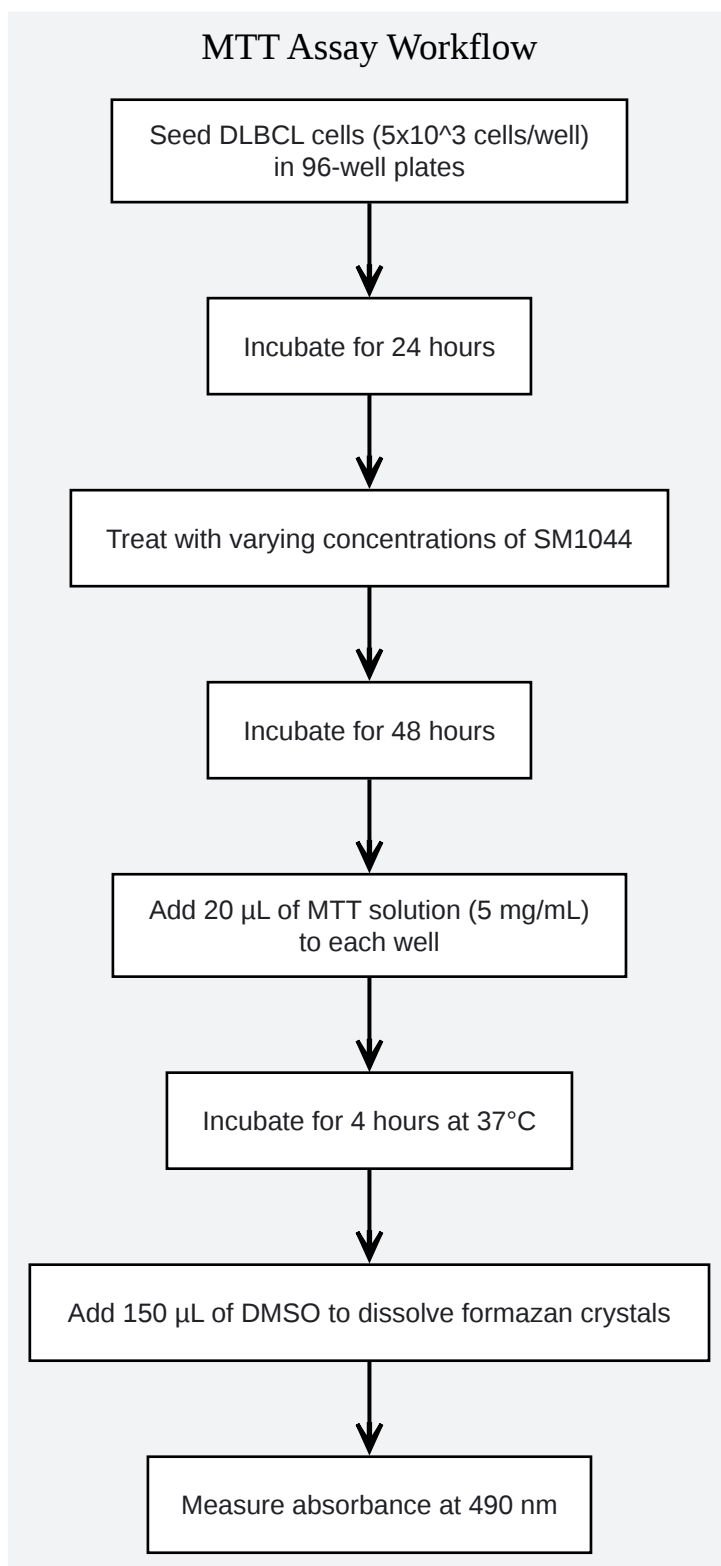 MTT Assay Workflow
Seed DLBCL cells (5x10^3 cells/well)
in 96-well plates
Incubate for 24 hours
Treat with varying concentrations of SM1044
Incubate for 48 hours
Add 20 µL of MTT solution (5 mg/mL)
to each well
Incubate for 4 hours at 37°C
Add 150 µL of DMSO to dissolve formazan crystals
Measure absorbance at 490 nm